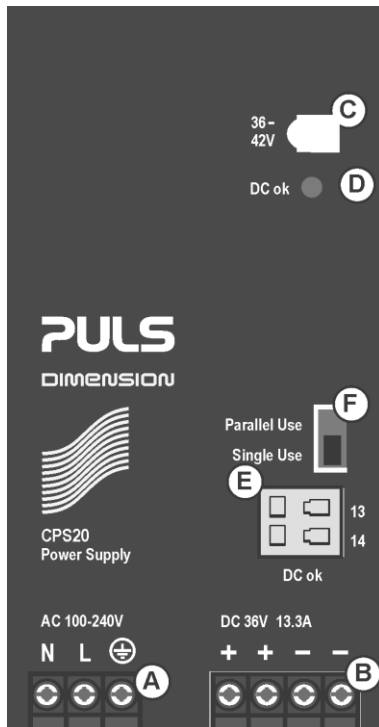 C
36–
42V
DC ok
D
PULS
DIMENSION
F
Parallel Use
Single Use
E
13
14
DC ok
CPS20
Power Supply
AC 100-240V
N L
A
DC 36V 13.3A
+ + – –
B